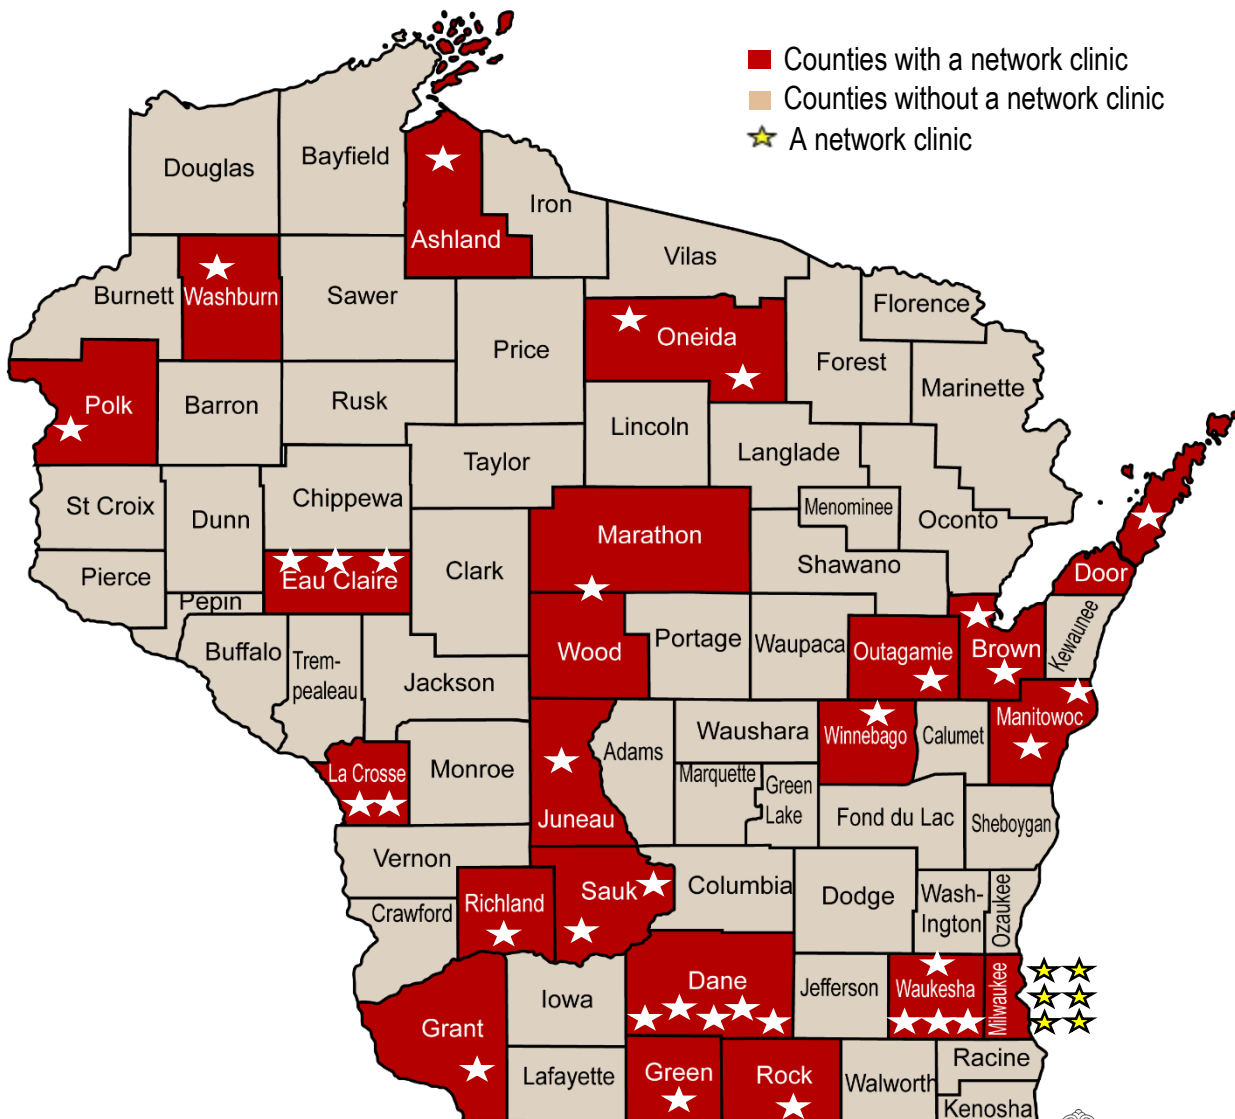 Counties with a network clinic
Counties without a network clinic
A network clinic
Douglas
Bayfield
Iron
Ashland
Vilas
Burnett
Washburn
Sawer
Florence
Oneida
Price
Forest
Marinette
Polk
Barron
Rusk
Lincoln
Langlade
Taylor
St Croix
Chippewa
Menominee
Dunn
Oconto
Marathon
Shawano
Clark
Pierce
Eau Claire
Door
Pepin
Kewaunee
Buffalo
Trem-
pealeau
Wood
Portage
Waupaca
Outagamie
Brown
Jackson
Manitowoc
Waushara
Winnebago
Calumet
Adams
Monroe
La Crosse
Marquette
Green
Lake
Juneau
Fond du Lac
Sheboygan
Vernon
Sauk
Columbia
Dodge
Wash-
Ington
Ozaukee
Richland
Crawford
Dane
Jefferson
Waukesha
Milwaukee
Iowa
Grant
Lafayette
Green
Rock
Walworth
Racine
Kenosha